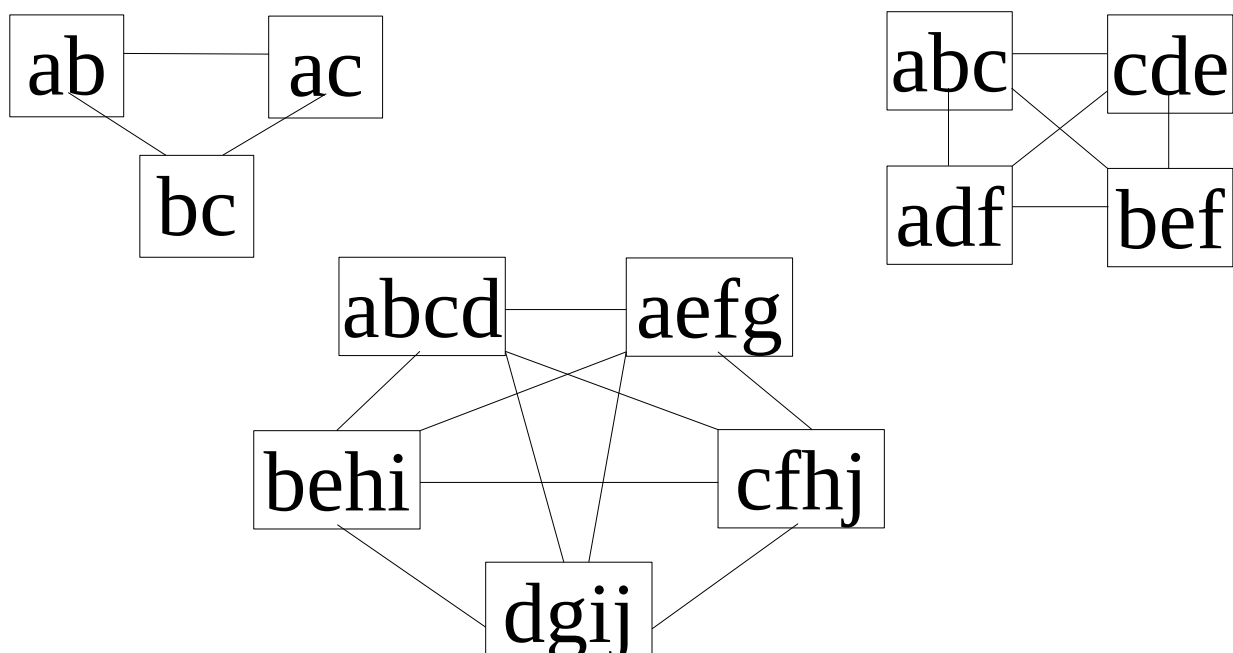 ab ac
bc
abc cde
adf bef
abcd aefg
behi cfhj
dgij